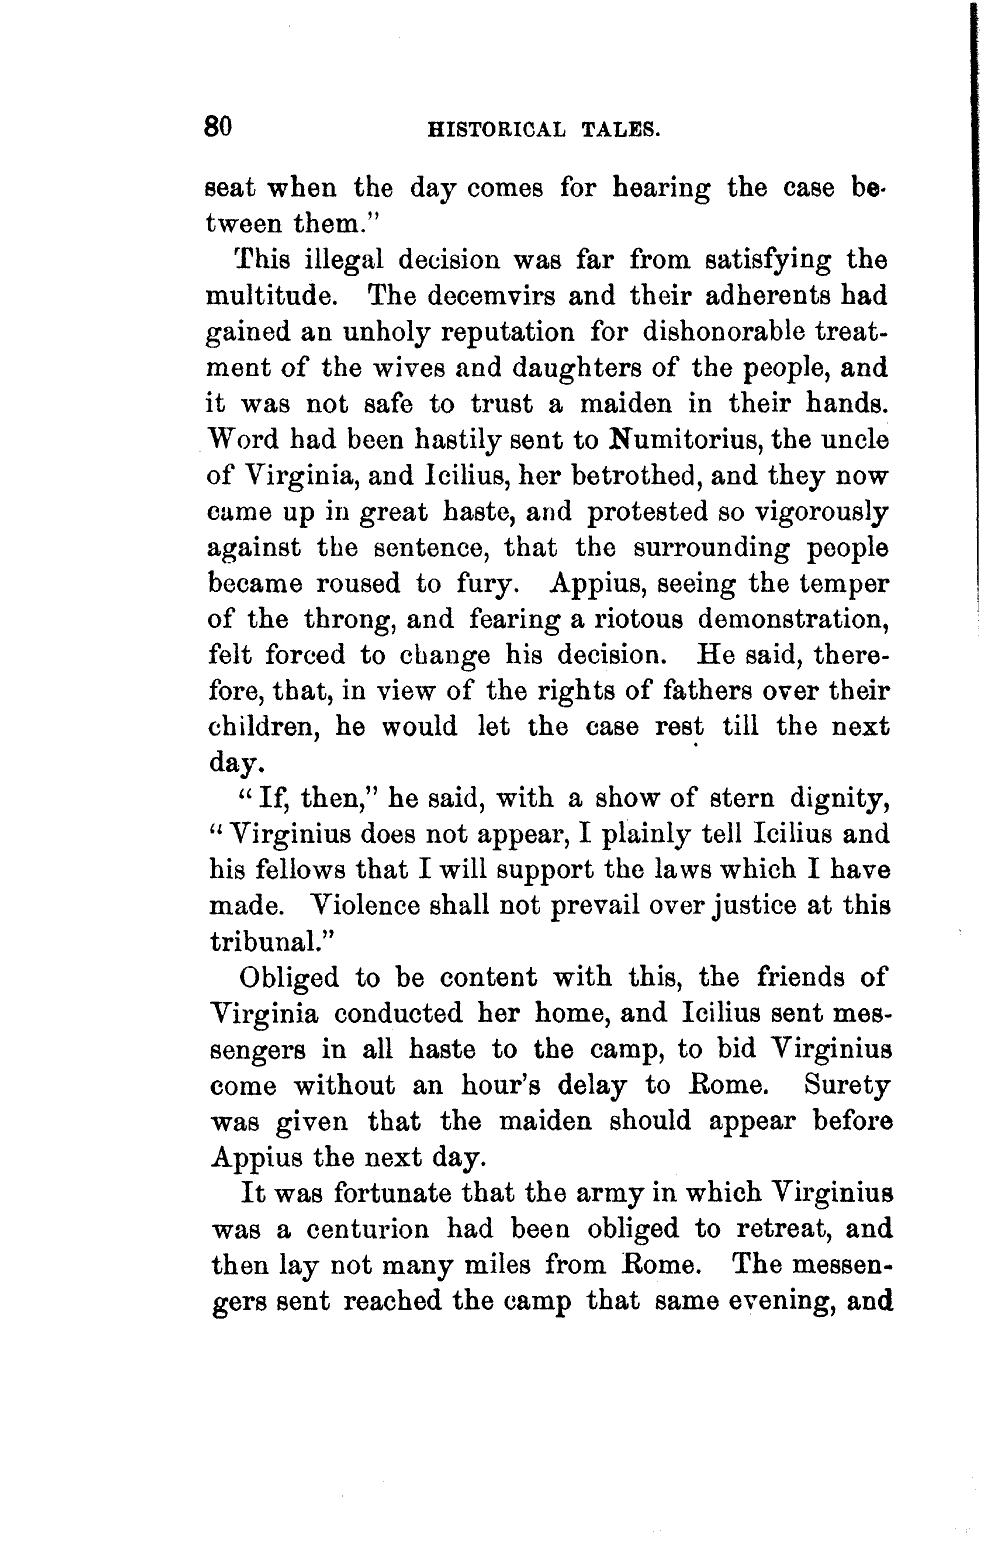 80 HISTORICAL TALES.
seat when the day comes for hearing the case be-
tween them."
This illegal decision was far from satisfying the
multitude. The decemvirs and their adherents had
gained an unholy reputation for dishonorable treat-
ment of the wives and daughters of the people, and
it was not safe to trust a maiden in their hands.
Word had been hastily sent to Numitorius, the uncle
of Virginia, and Icilius, her betrothed, and they now
came up in great haste, and protested so vigorously
against the sentence, that the surrounding people
became roused to fury. Appius, seeing the temper
of the throng, and fearing a riotous demonstration,
felt forced to change his decision. He said, there-
fore, that, in view of the rights of fathers over their
children, he would let the case rest till the next
day.
"If, then," he said, with a show of stern dignity,
"Virginius does not appear, I plainly tell Icilius and
his fellows that I will support the laws which I have
made. Violence shall not prevail over justice at this
tribunal."
Obliged to be content with this, the friends of
Virginia conducted her home, and Icilius sent mes-
sengers in all haste to the camp, to bid Virginius
come without an hour's delay to Rome. Surety
was given that the maiden should appear before
Appius the next day.
It was fortunate that the army in which Virginius
was a centurion had been obliged to retreat, and
then lay not many miles from Rome. The messen-
gers sent reached the camp that same evening, and